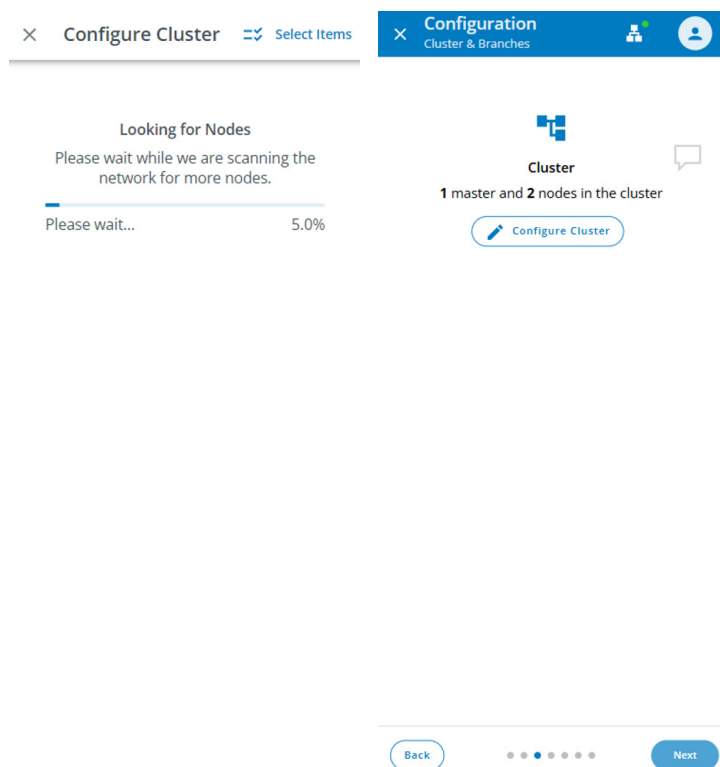 Configure Cluster
Select Items
Looking for Nodes
Please wait while we are scanning the
network for more nodes.
Please wait...
5.0%
Configuration
Cluster & Branches
Cluster
1 master and 2 nodes in the cluster
Configure Cluster
Back
Next